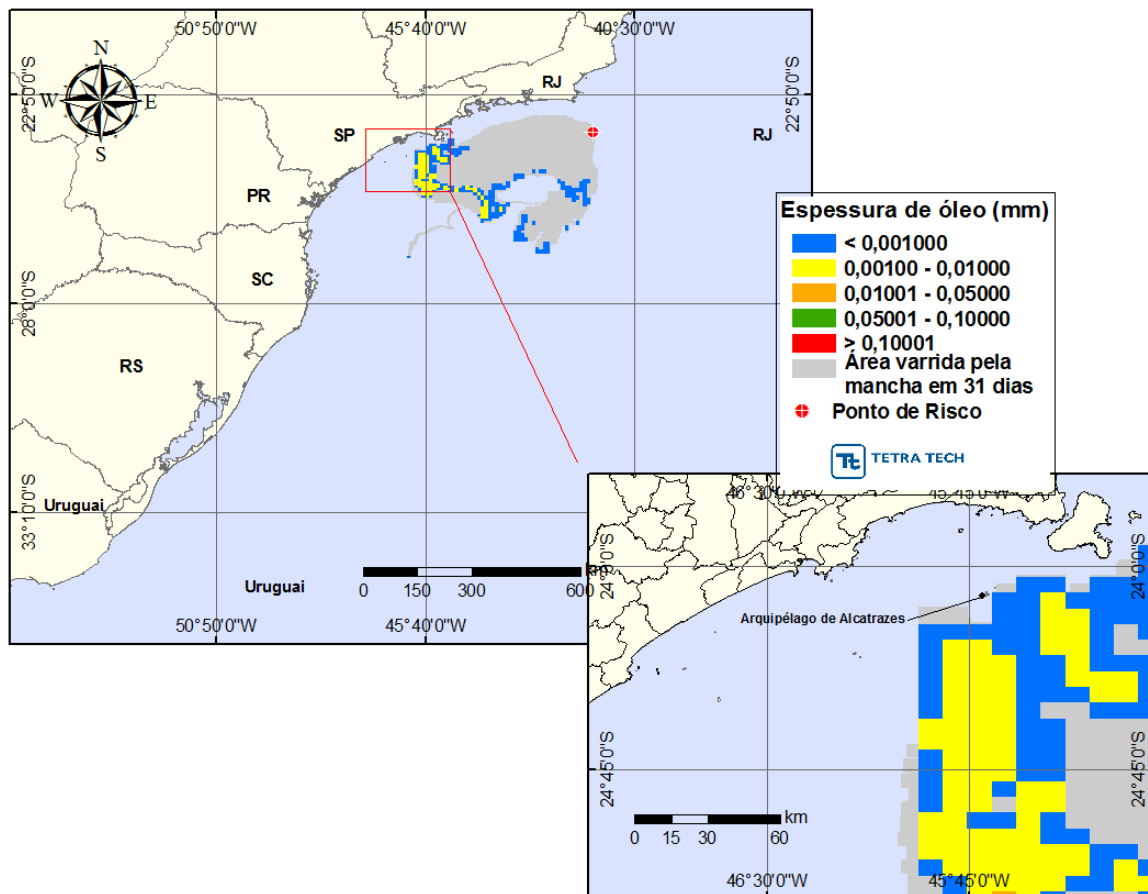 50°50'0"W
45°40'0"W
40°30'0"W
N
W
E
S
22°50'0"S
22°50'0"S
RJ
SP
RJ
PR
SC
28°0'0"S
RS
Uruguai
33°10'0"S
Uruguai
km
0 150 300 600
50°50'0"W
45°40'0"W
Espessura de óleo (mm)
< 0,001000
0,00100 - 0,01000
0,01001 - 0,05000
0,05001 - 0,10000
> 0,10001
Área varrida pela
mancha em 31 dias
Ponto de Risco
Tt TETRA TECH
46°30'0"W
45°45'0"W
24°0'0"S
24°0'0"S
Arquipélago de Alcatrazes
24°45'0"S
24°45'0"S
km
0 15 30 60
46°30'0"W
45°45'0"W